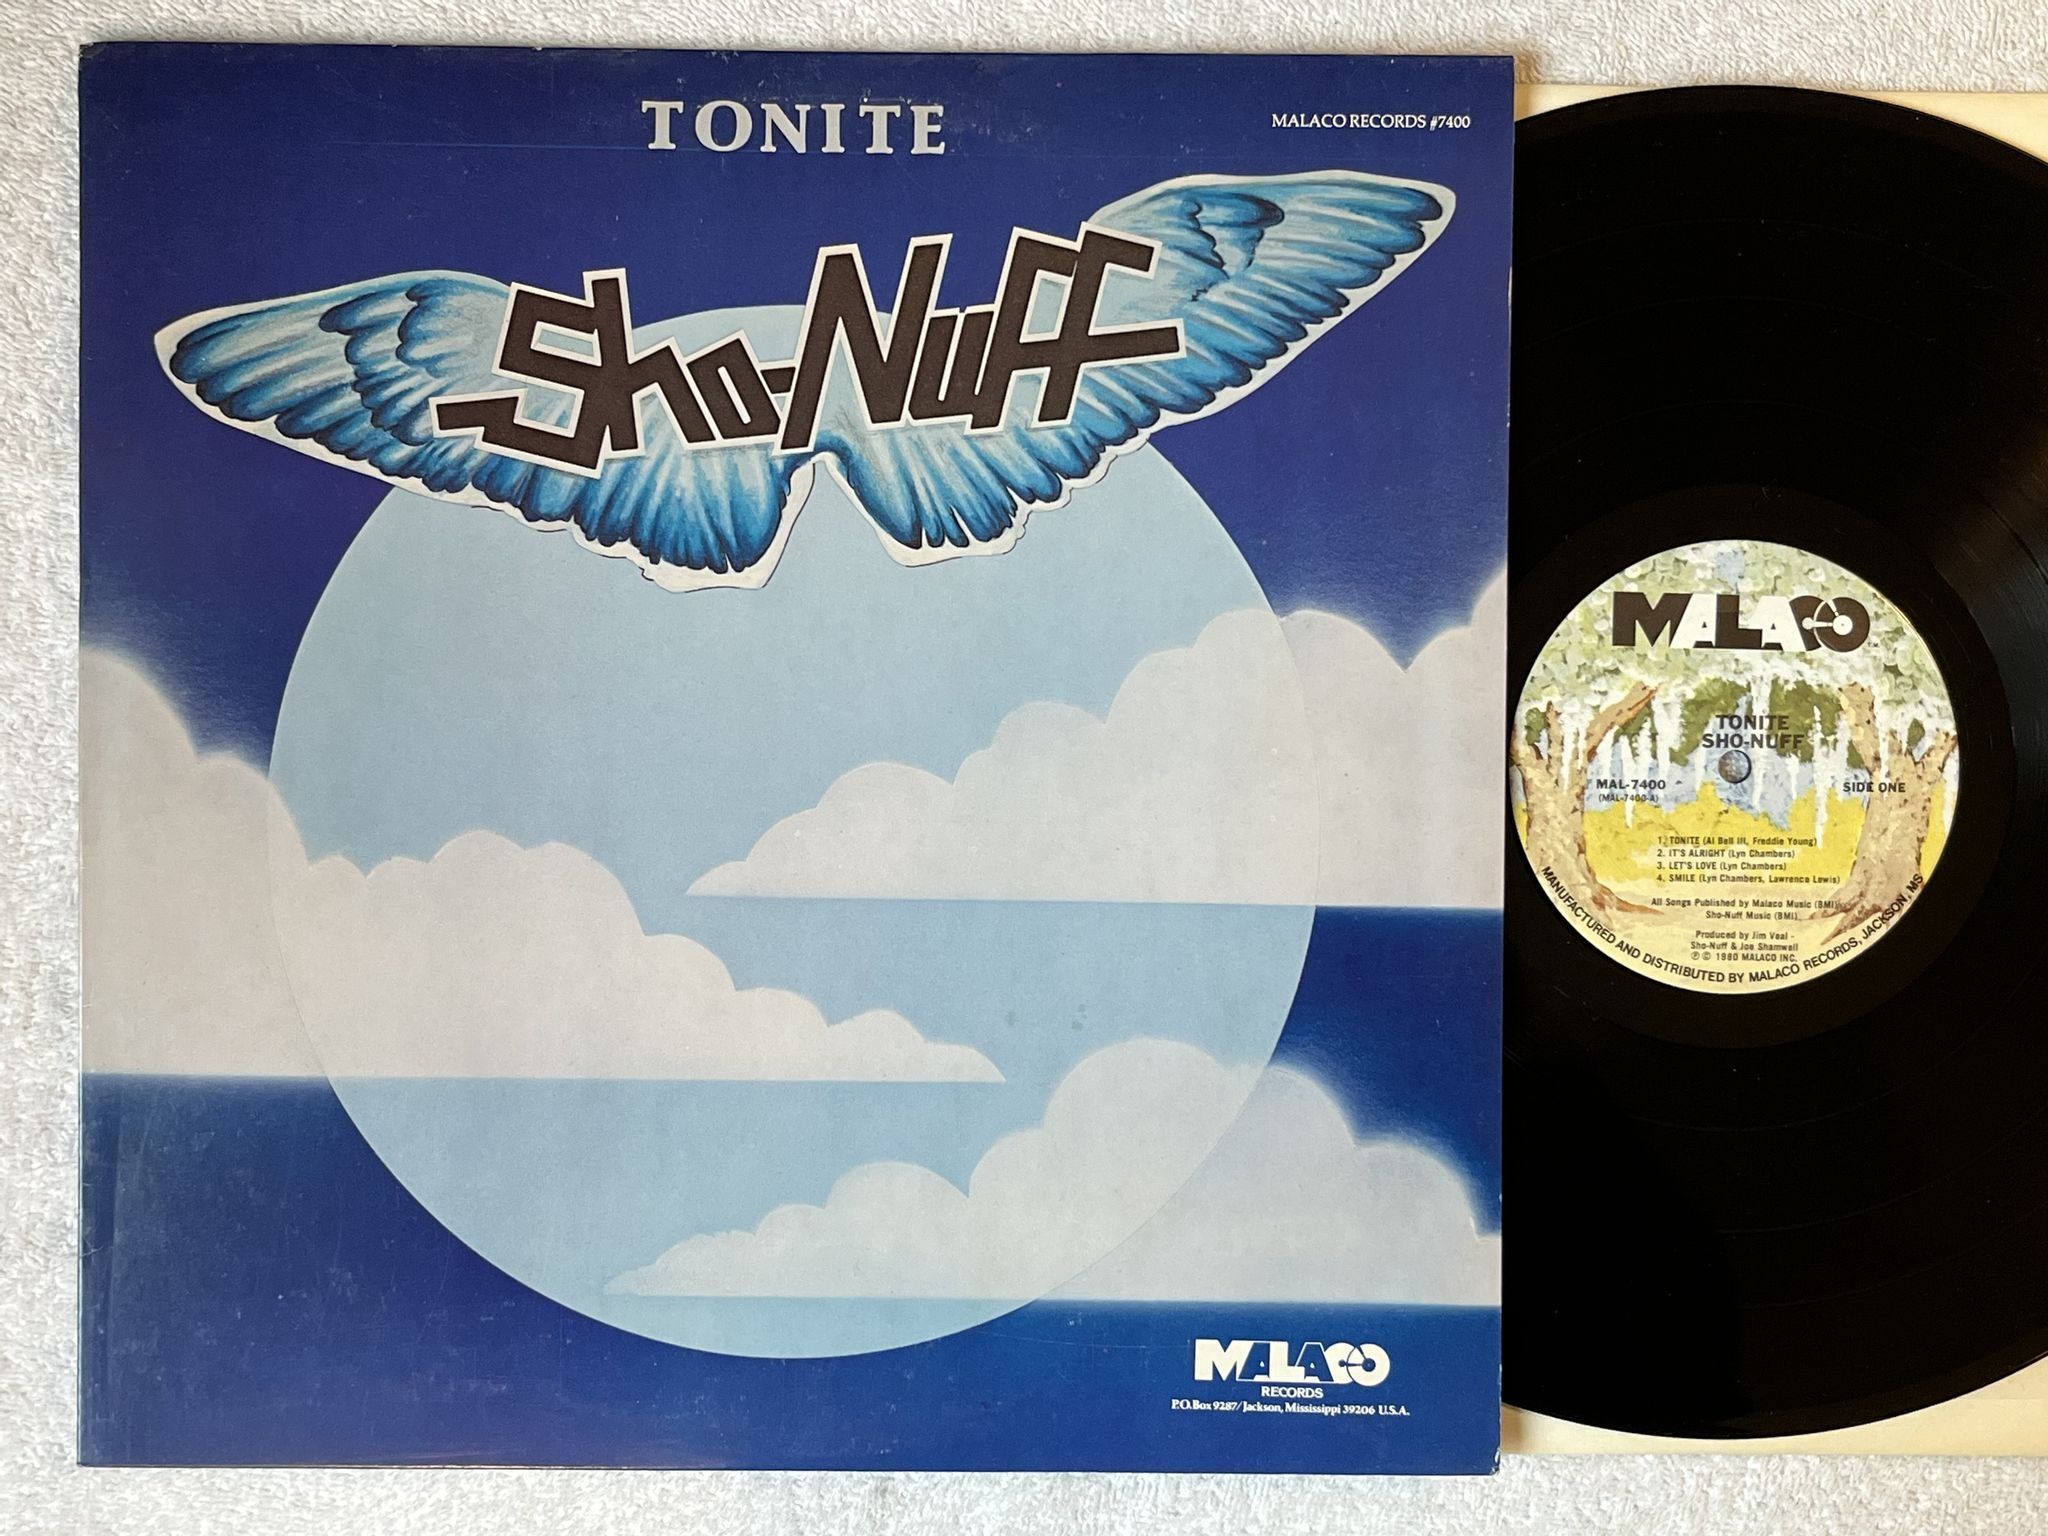 TONITE
MALACO RECORDS #7400
Sho-Nuff
MALACO
RECORDS
P.O. Box 9287/Jackson, Mississippi 39206 U.S.A.
MALACO TM
TONITE
SHO-NUFF
MAL-7400
(MAL-7400-A)
SIDE ONE
1. TONITE (Al Bell III, Freddie Young)
2. IT'S ALRIGHT (Lyn Chambers)
3. LET'S LOVE (Lyn Chambers)
4. SMILE (Lyn Chambers, Lawrence Lewis)
All Songs Published by Malaco Music (BMI)
Sho-Nuff Music (BMI)
Produced by Jim Veal -
Sho-Nuff & Joe Shamwell
℗ © 1980 MALACO INC.
MANUFACTURED AND DISTRIBUTED BY MALACO RECORDS, JACKSON, MS